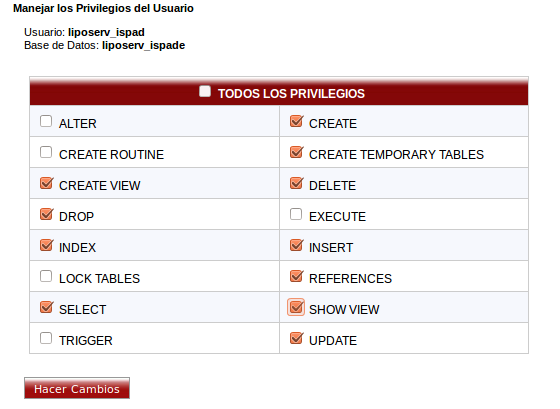 Manejar los Privilegios del Usuario
Usuario: liposerv_ispad
Base de Datos: liposerv_ispade
TODOS LOS PRIVILEGIOS
ALTER CREATE
CREATE ROUTINE CREATE TEMPORARY TABLES
CREATE VIEW DELETE
DROP EXECUTE
INDEX INSERT
LOCK TABLES REFERENCES
SELECT SHOW VIEW
TRIGGER UPDATE
Hacer Cambios